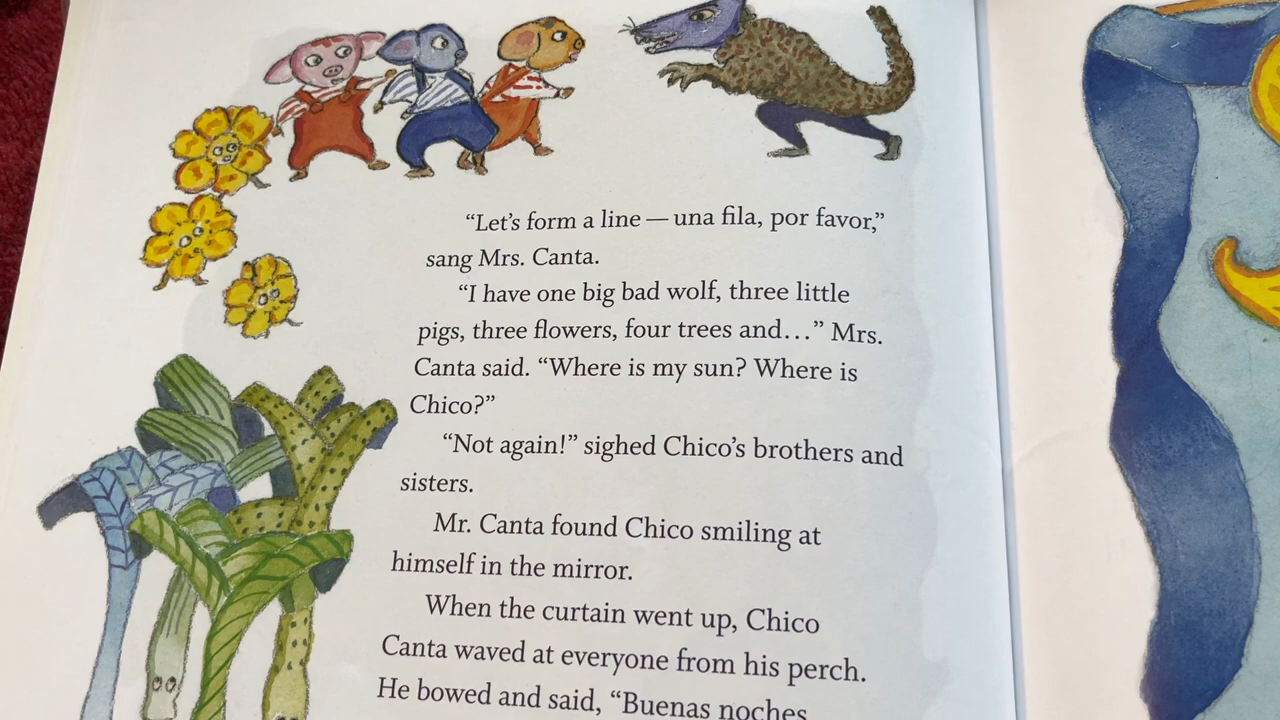 “Let’s form a line — una fila, por favor,”
sang Mrs. Canta.
“I have one big bad wolf, three little
pigs, three flowers, four trees and…” Mrs.
Canta said. “Where is my sun? Where is
Chico?”
“Not again!” sighed Chico’s brothers and
sisters.
Mr. Canta found Chico smiling at
himself in the mirror.
When the curtain went up, Chico
Canta waved at everyone from his perch.
He bowed and said, “Buenas noches